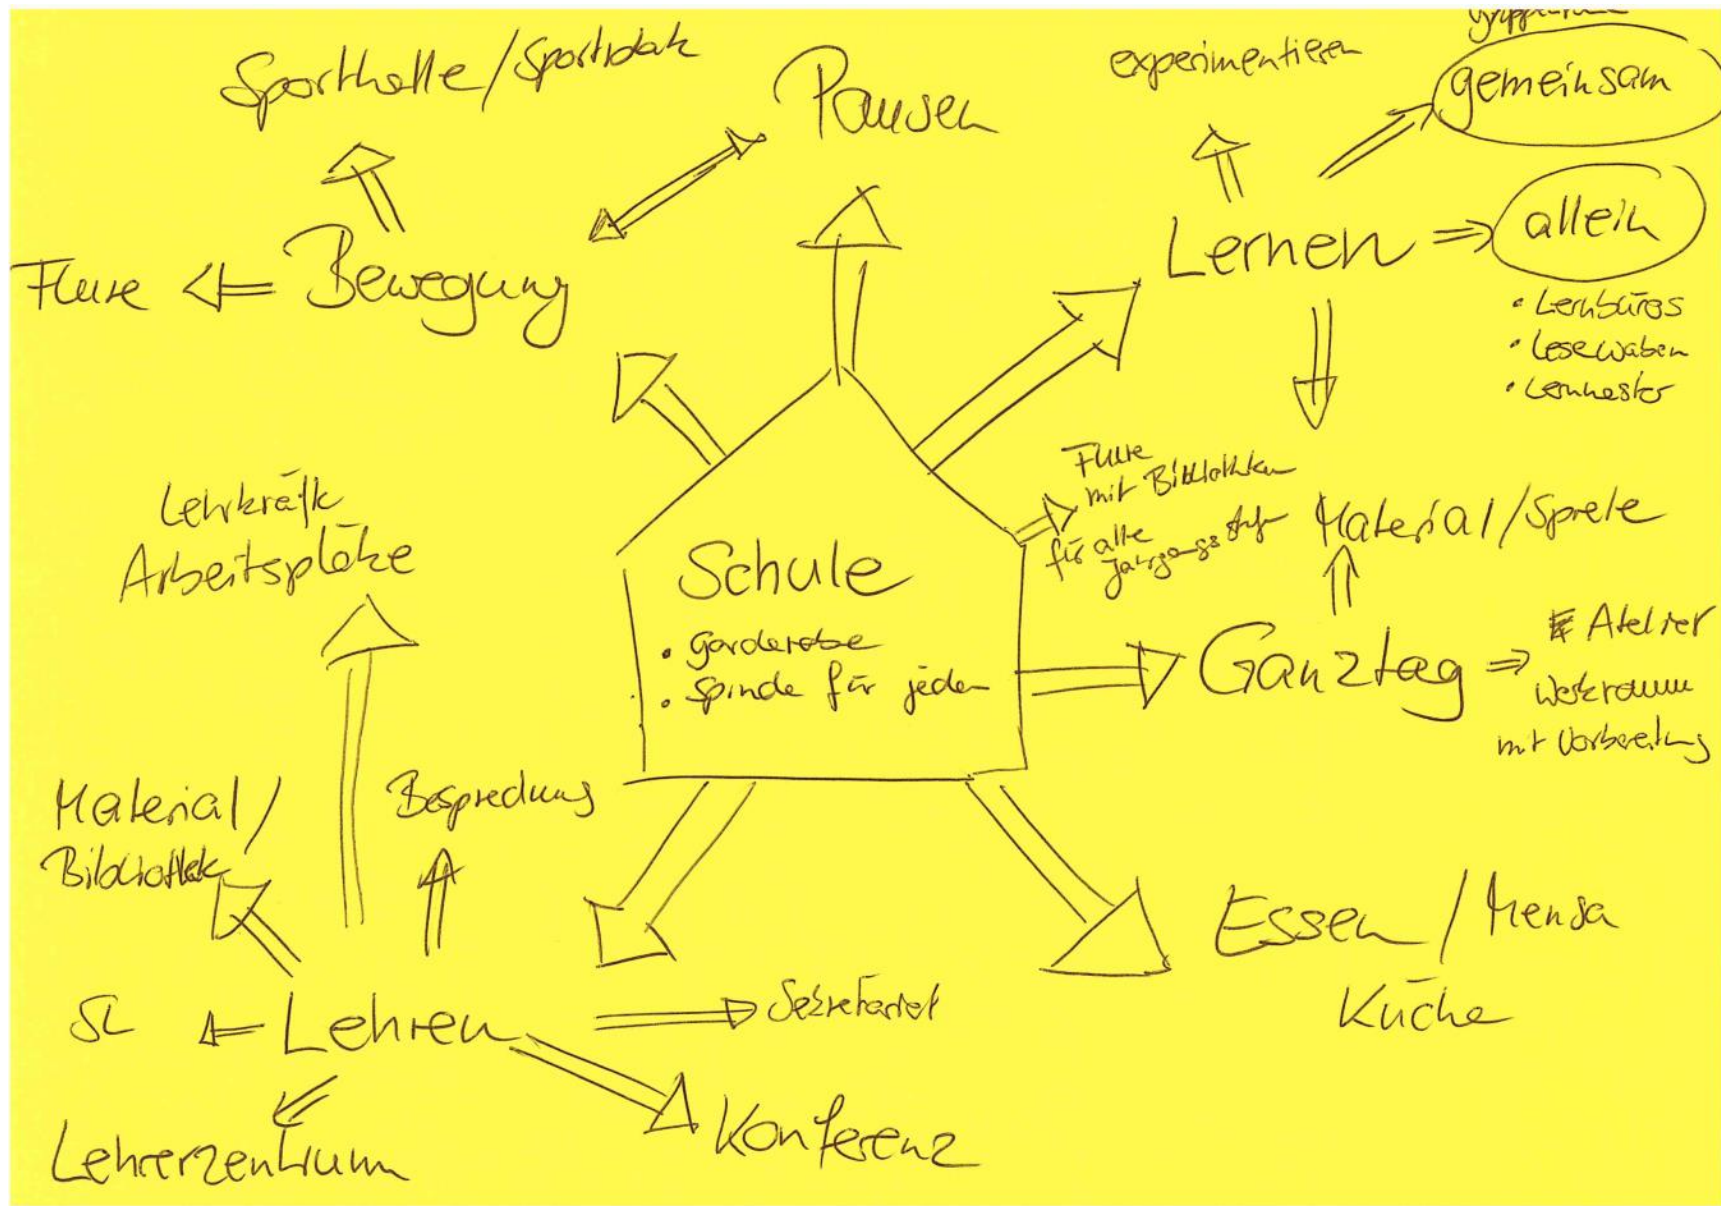 Sporthalle/Sportplatz
Pausen
experimentieren
gemeinsam
Flure
Bewegung
Lernen
allein
• Lernbüros
• Lesewaben
• Lernnester
Flure
mit Bibliotheken
für alle
Jahrgangsstufen
Material/Spiele
Lehrkräfte
Arbeitsplätze
Schule
• Garderobe
• Spinde für jeden
Ganztag
Atelier
Werkraum
mit Vorbereitung
Material/
Bibliothek
Besprechung
Essen/Mensa
Küche
SL
Lehren
Sekretariat
Lehrerzentrum
Konferenz